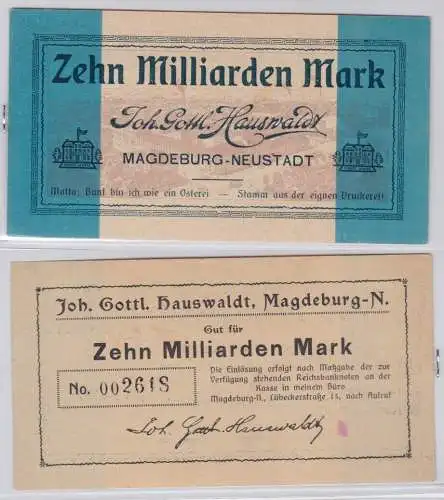 Zehn Milliarden Mark
Joh. Gottl. Hauswaldt
MAGDEBURG-NEUSTADT
Motto: Bunt bin ich wie ein Osterei — Stamm aus der eignen Druckerei!
Joh. Gottl. Hauswaldt, Magdeburg-N.
Gut für
Zehn Milliarden Mark
No. 002618
Die Einlösung erfolgt nach Maßgabe der zur
Verfügung stehenden Reichsbanknoten an der
Kasse in meinem Büro
Magdeburg-N., Lübeckerstraße 14, nach Aufruf
Joh. Gottl. Hauswaldt